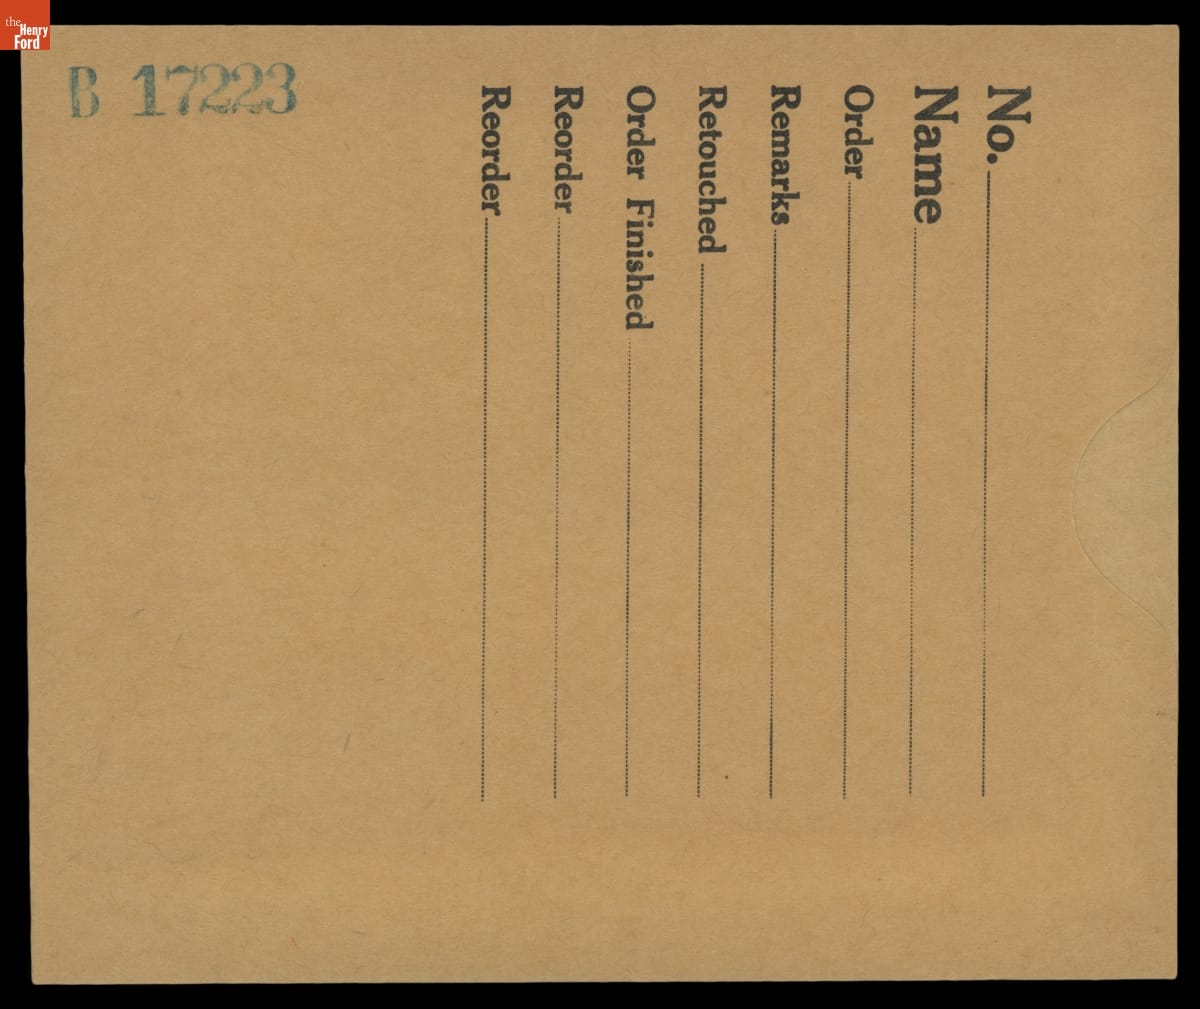 the
Henry
Ford
B 17223
No.
Name
Order
Remarks
Retouched
Order Finished
Reorder
Reorder